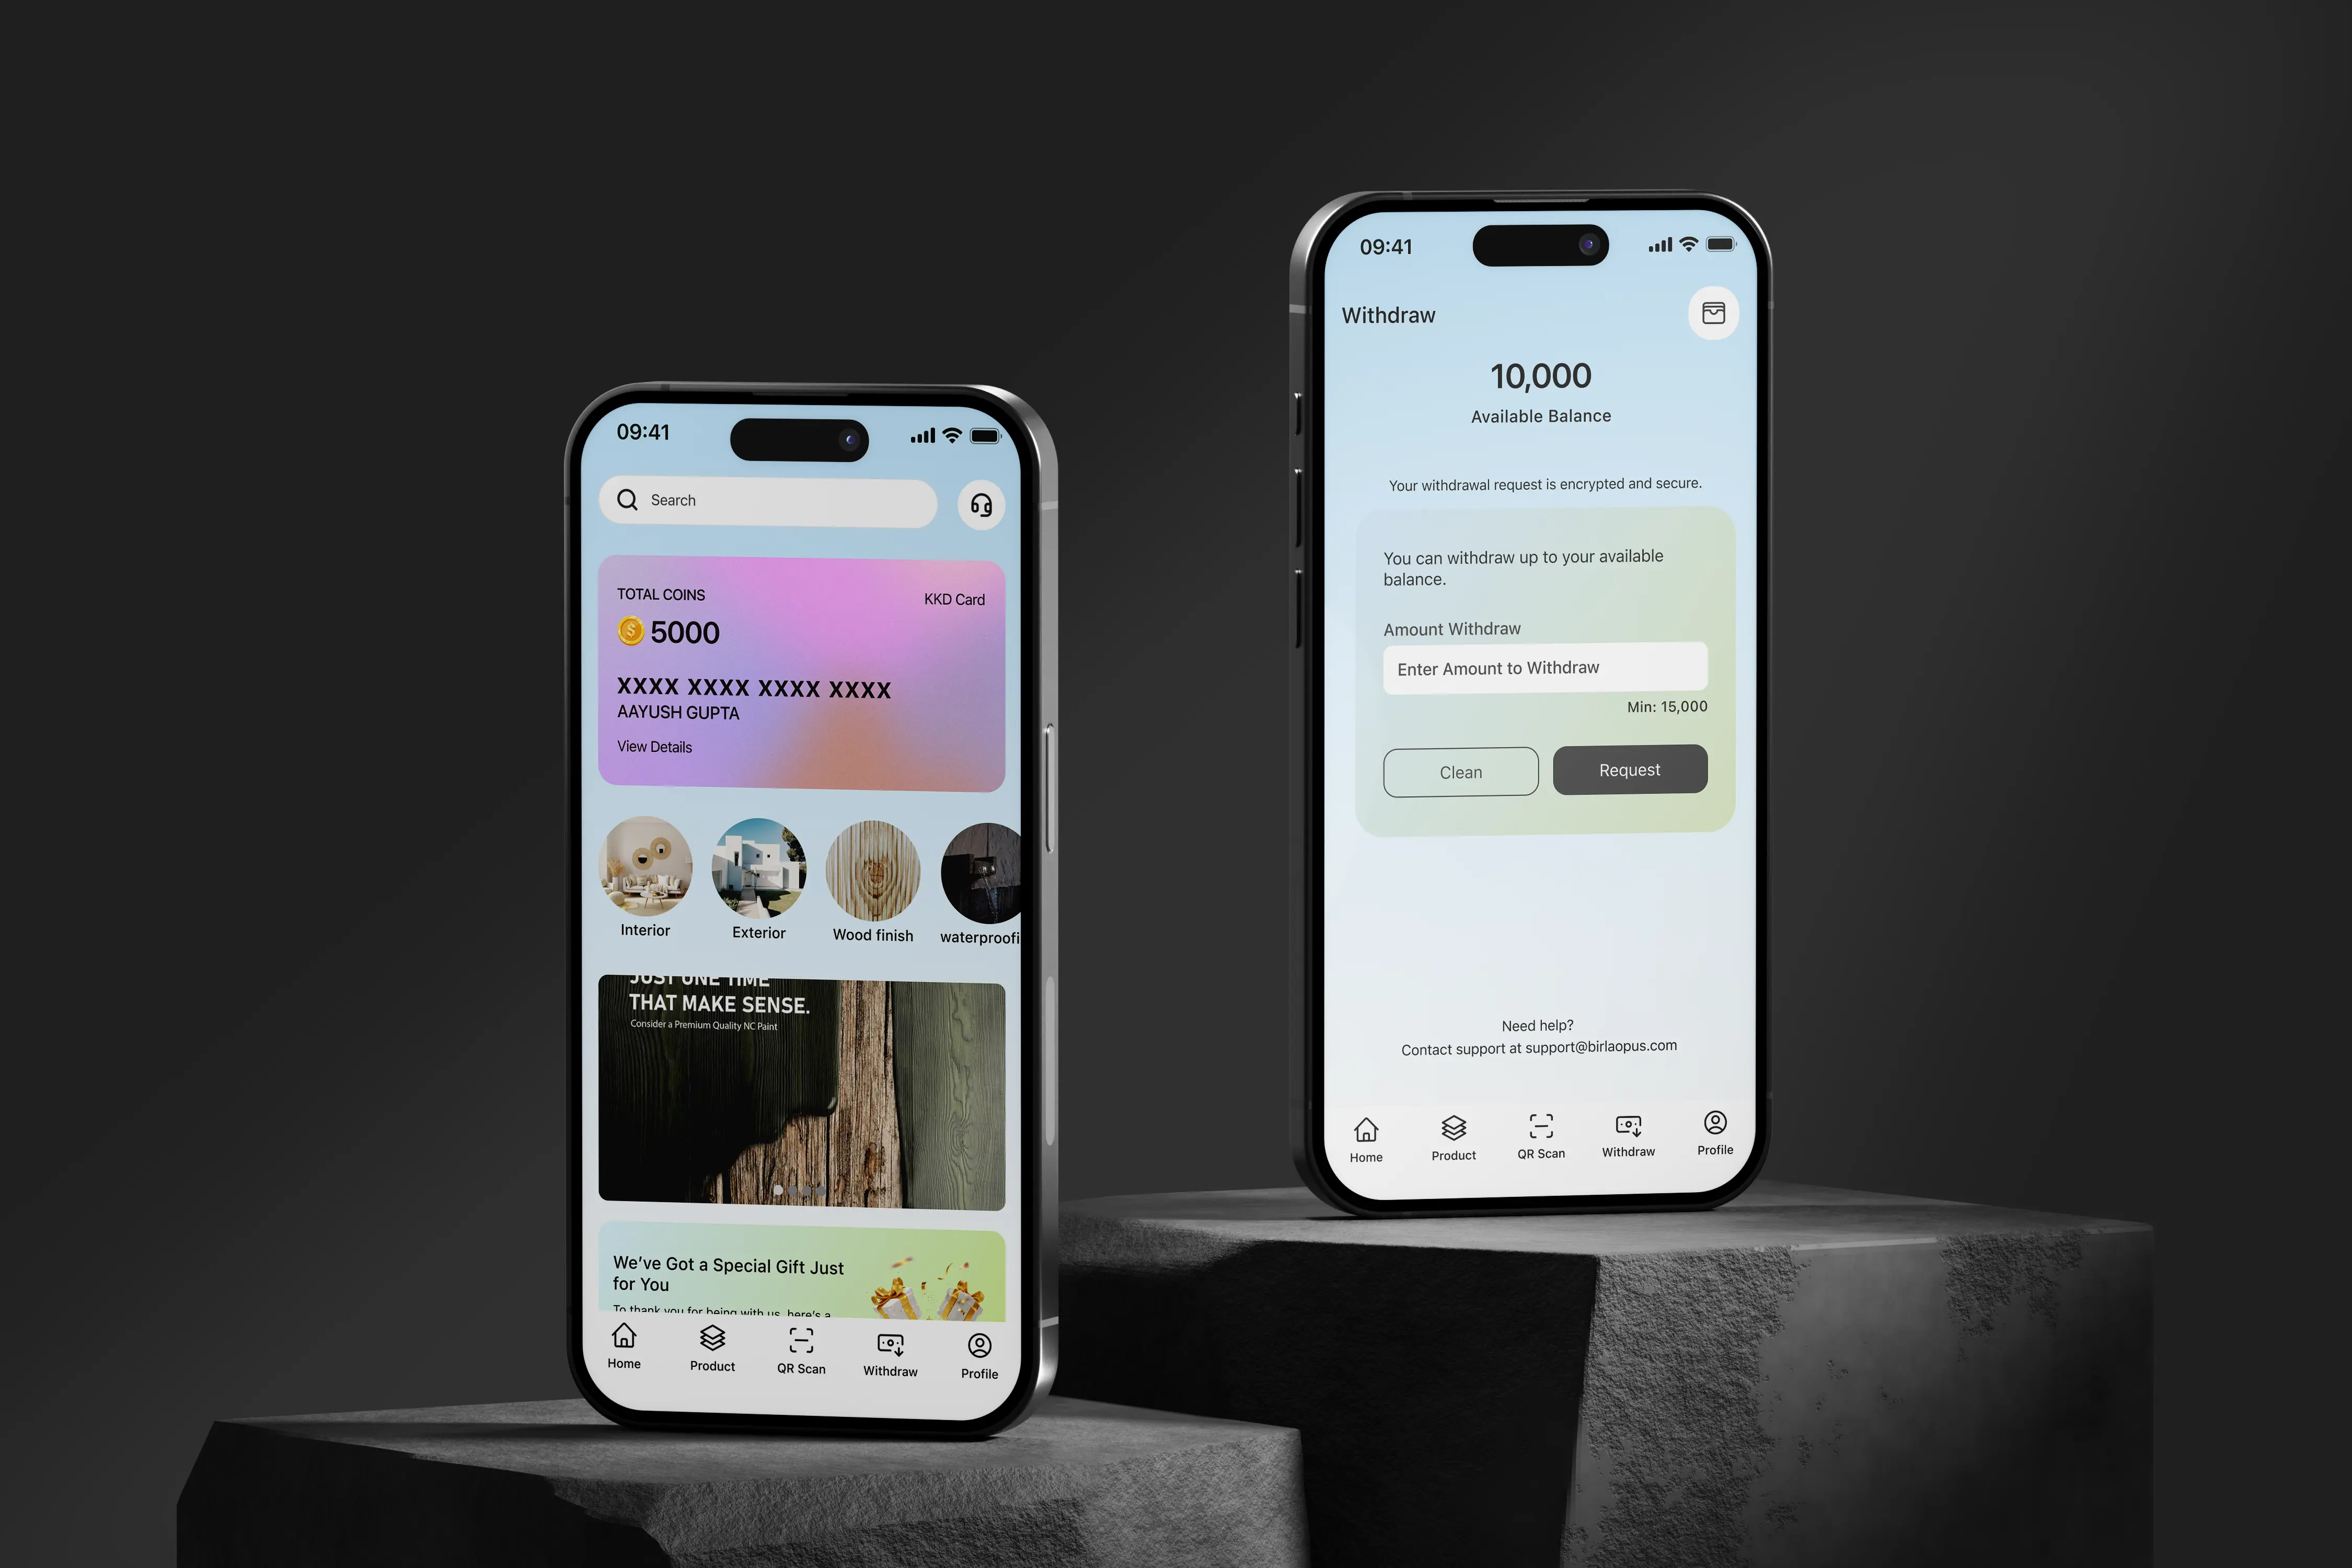 09:41
Search
TOTAL COINS
KKD Card
5000
XXXX XXXX XXXX XXXX
AAYUSH GUPTA
View Details
Interior
Exterior
Wood finish
waterproofi
JUST ONE TIME
THAT MAKE SENSE.
Consider a Premium Quality NC Paint
We've Got a Special Gift Just
for You
To thank you for being with us, here's a
Home
Product
QR Scan
Withdraw
Profile
09:41
Withdraw
10,000
Available Balance
Your withdrawal request is encrypted and secure.
You can withdraw up to your available
balance.
Amount Withdraw
Enter Amount to Withdraw
Min: 15,000
Clean
Request
Need help?
Contact support at support@birlaopus.com
Home
Product
QR Scan
Withdraw
Profile